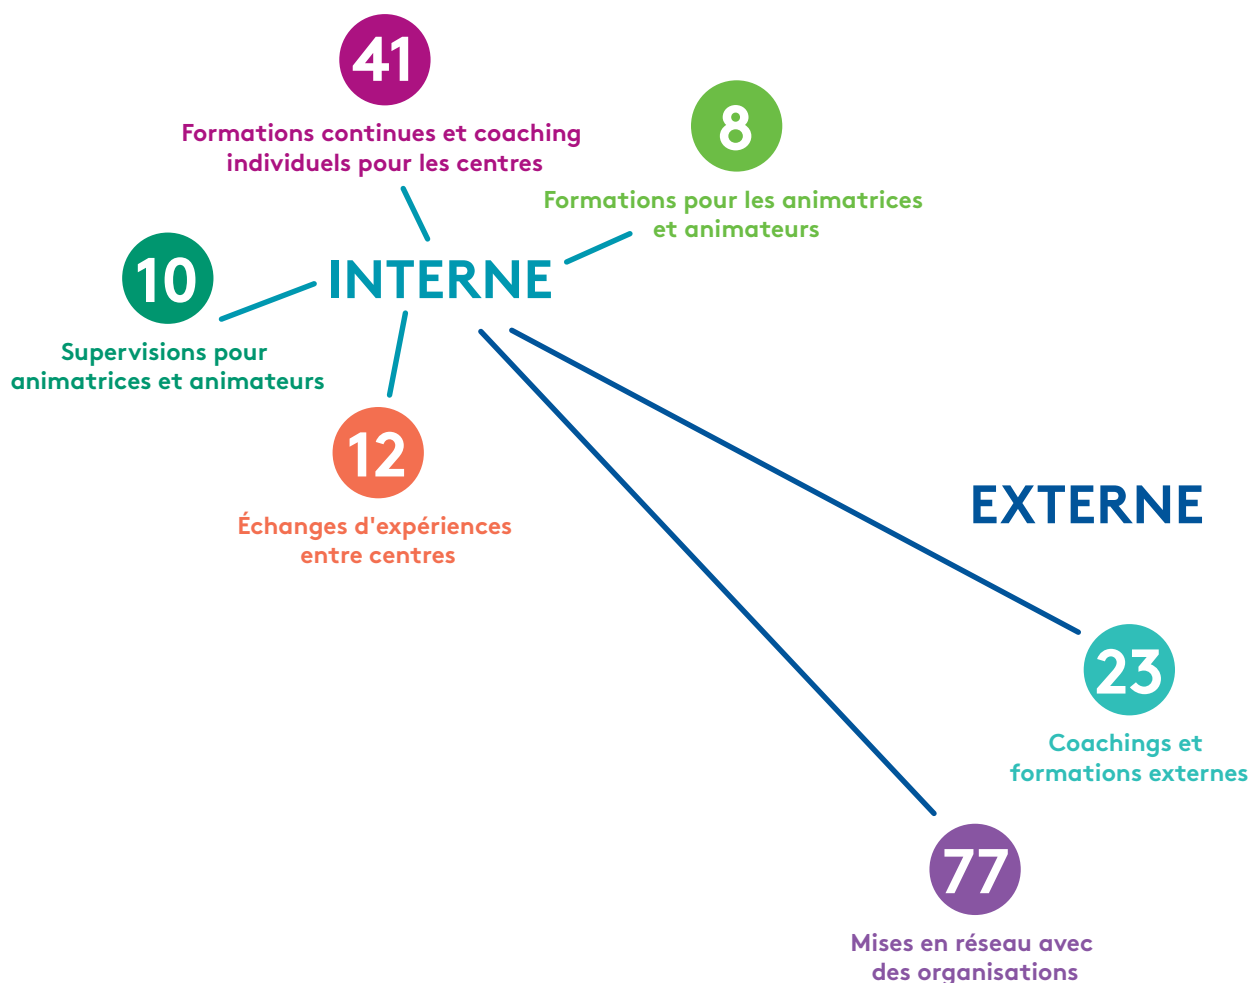 41
Formations continues et coaching
individuels pour les centres
8
Formations pour les animatrices
et animateurs
INTERNE
10
Supervisions pour
animatrices et animateurs
12
Échanges d'expériences
entre centres
EXTERNE
23
Coachings et
formations externes
77
Mises en réseau avec
des organisations